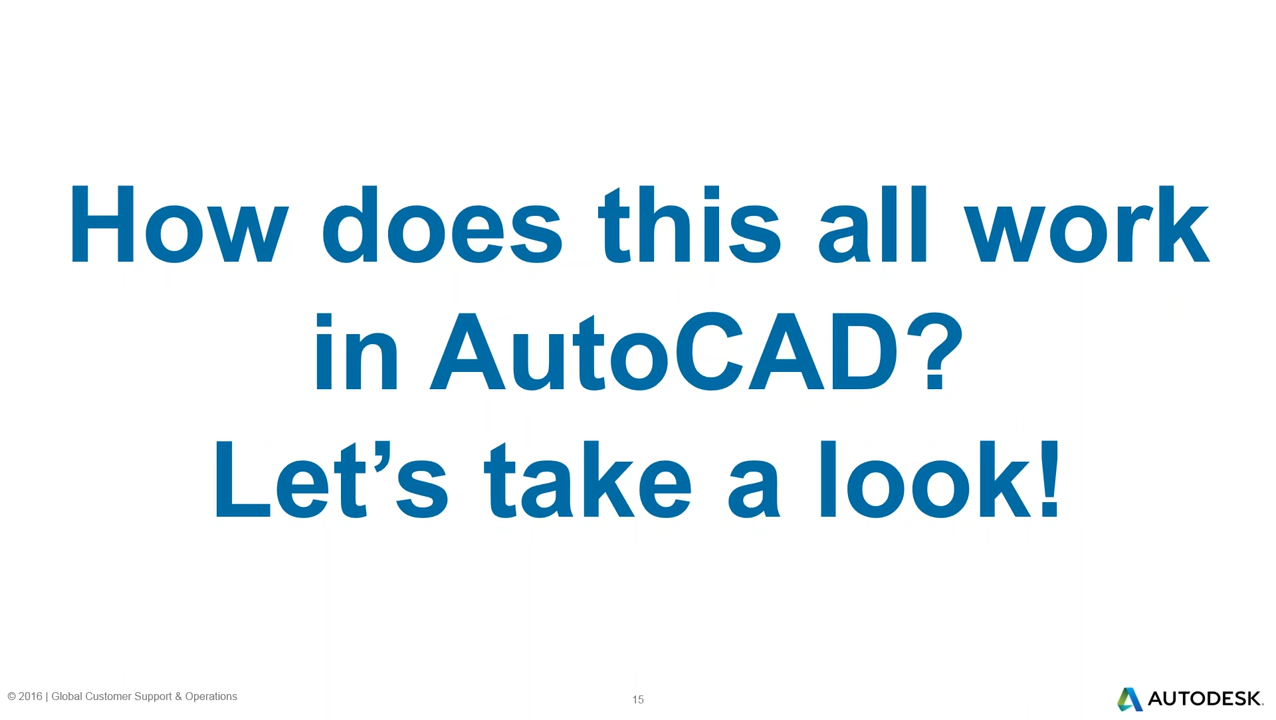 How does this all work
in AutoCAD?
Let’s take a look!
© 2016 | Global Customer Support & Operations
15
AUTODESK.